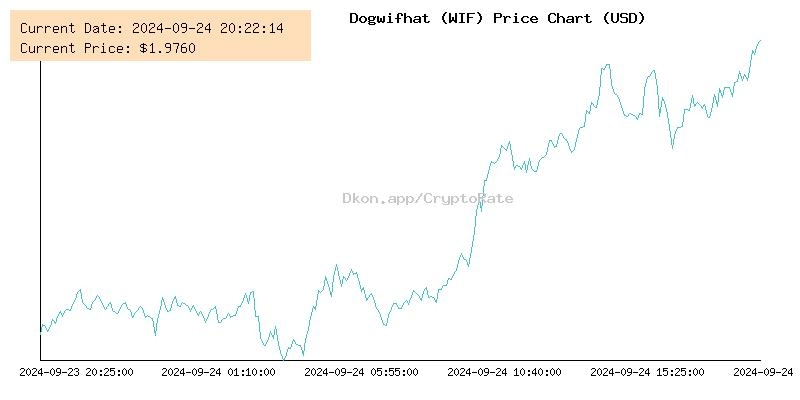 Dogwifhat (WIF) Price Chart (USD)
Current Date: 2024-09-24 20:22:14
Current Price: $1.9760
Dkon.app/CryptoRate
2024-09-23 20:25:00 2024-09-24 01:10:00 2024-09-24 05:55:00 2024-09-24 10:40:00 2024-09-24 15:25:00 2024-09-24